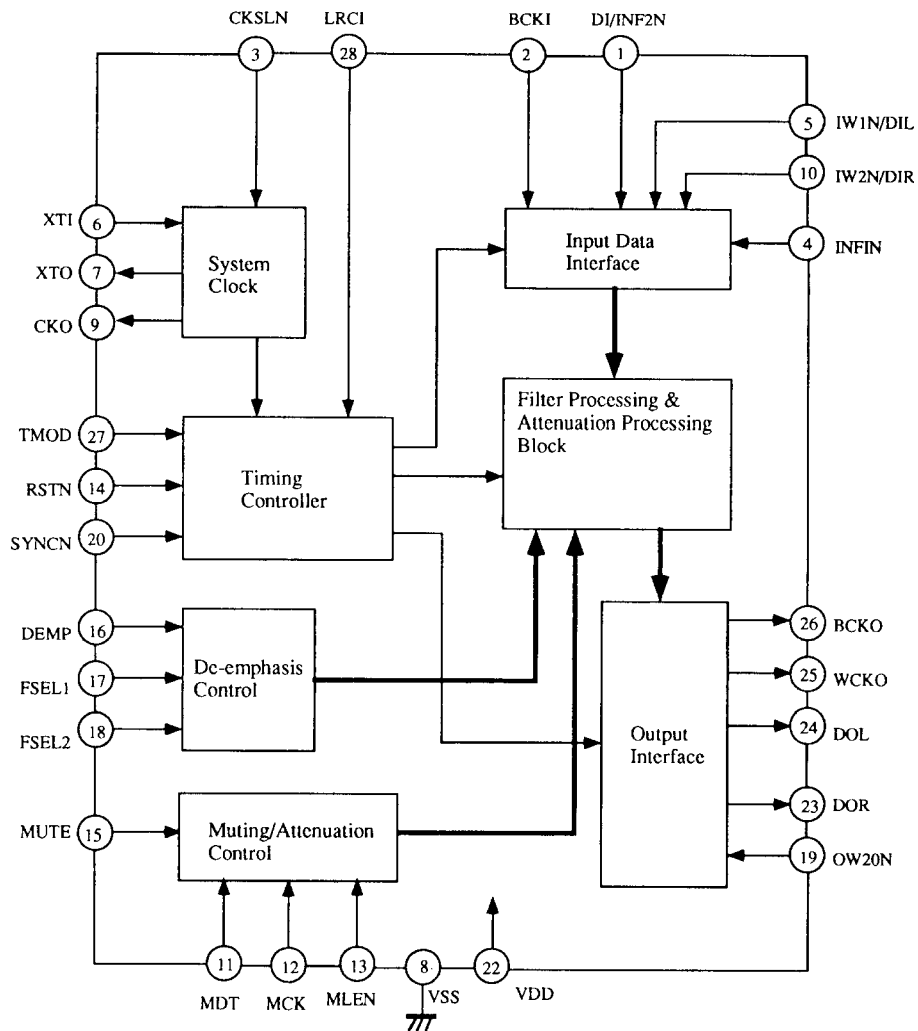 CKSLN LRCI BCKI DI/INF2N
3 28 2 1
5 IW1N/DIL
10 IW2N/DIR
XTI 6
System
Clock
Input Data
Interface
4 INFIN
XTO 7
CKO 9
Filter Processing &
Attenuation Processing
Block
TMOD 27
RSTN 14
Timing
Controller
SYNCN 20
DEMP 16
26 BCKO
De-emphasis
Control
FSEL1 17
25 WCKO
FSEL2 18
24 DOL
Output
Interface
MUTE 15
Muting/Attenuation
Control
23 DOR
19 OW20N
11 12 13 8 22
MDT MCK MLEN VSS VDD